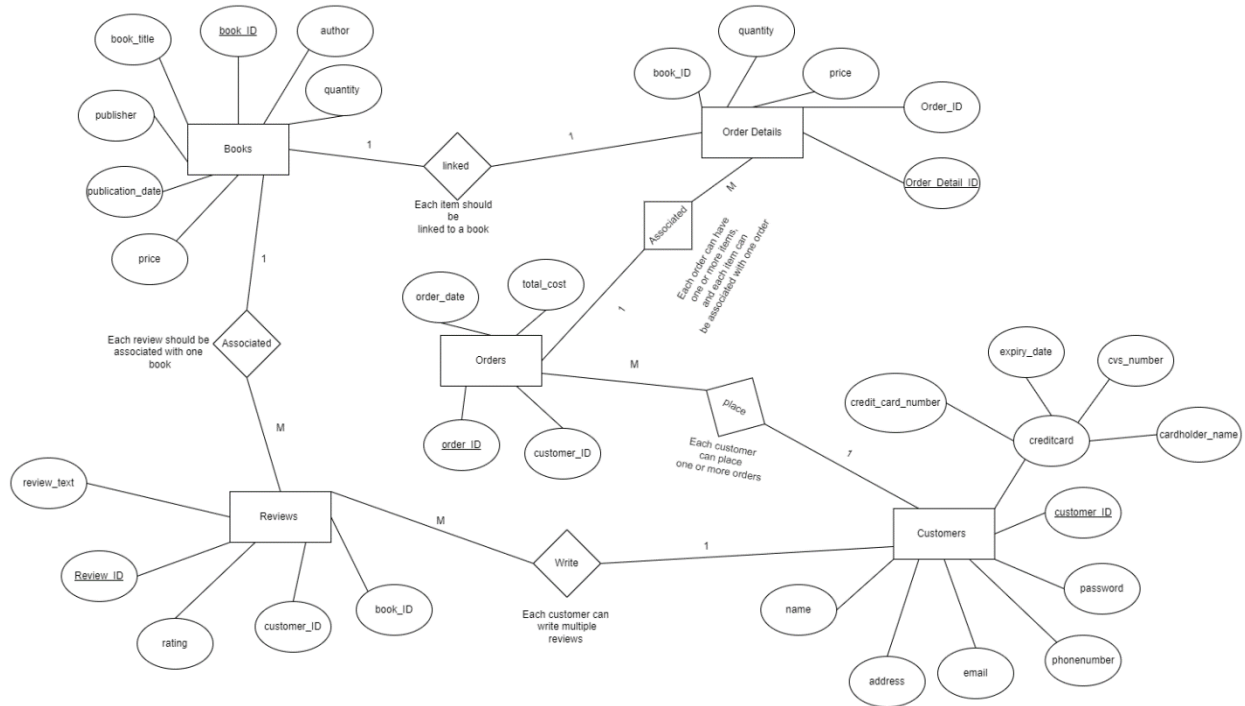 book_title
book_ID
author
quantity
publisher
Books
publication_date
price
1
linked
1
Each item should
be
linked to a book
book_ID
quantity
price
Order_ID
Order Details
Order_Detail_ID
M
Associated
Each order can have
one or more items,
and each item can
be associated with one order
1
order_date
total_cost
Orders
order_ID
customer_ID
M
place
Each customer
can place
one or more orders
1
1
Each review should be
associated with one
book
Associated
M
expiry_date
cvs_number
credit_card_number
creditcard
cardholder_name
review_text
Reviews
Review_ID
rating
customer_ID
book_ID
M
Write
Each customer can
write multiple
reviews
1
Customers
customer_ID
password
name
address
email
phonenumber